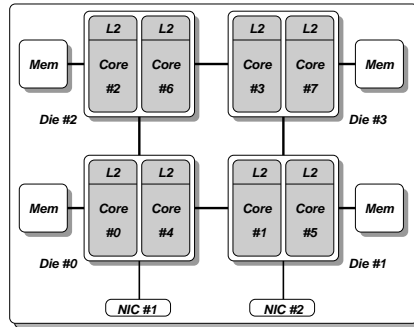 L2 L2 L2 L2
Mem Core Core Core Core Mem
#2 #6 #3 #7
Die #2 Die #3
L2 L2 L2 L2
Mem Core Core Core Core Mem
#0 #4 #1 #5
Die #0 Die #1
NIC #1 NIC #2